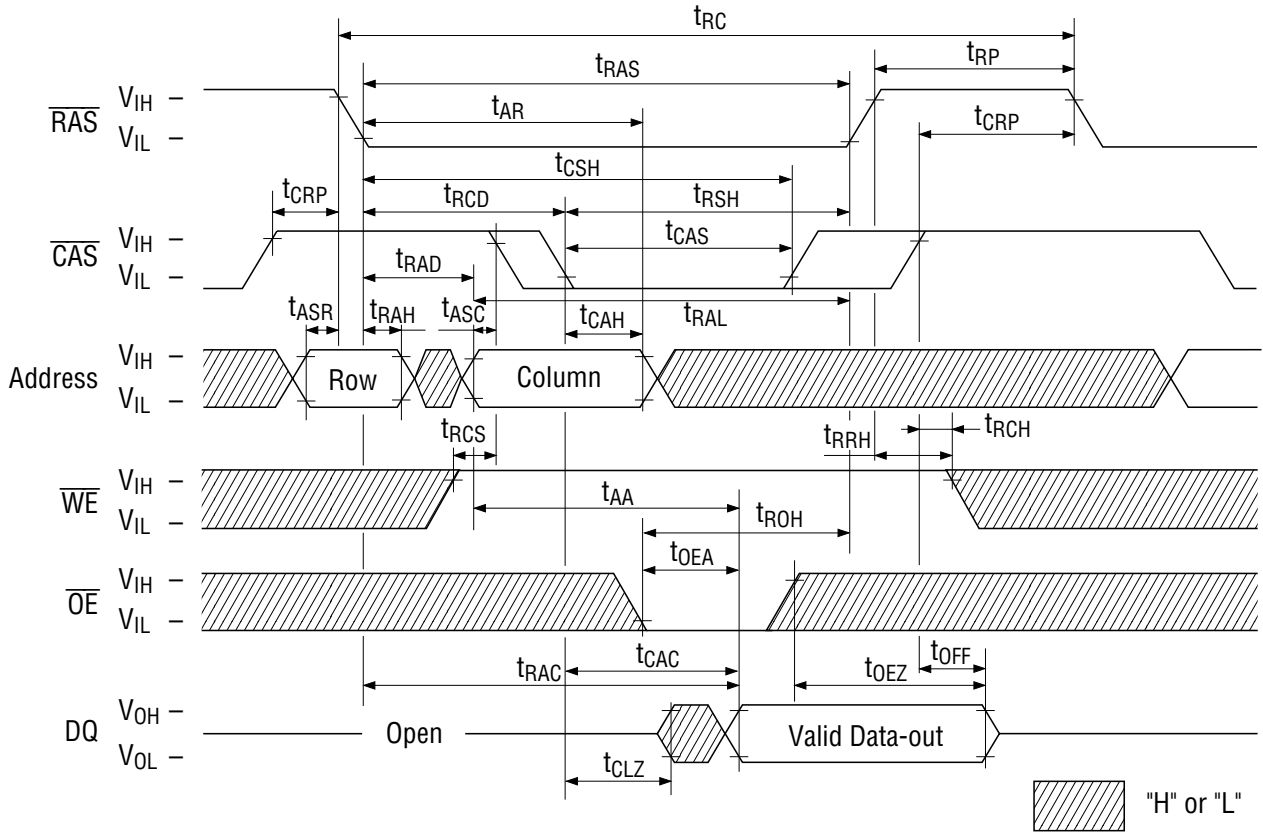 tRC
tRP
tRAS
RAS
VIH –
VIL –
tAR
tCRP
tCSH
tCRP
tRCD
tRSH
CAS
VIH –
VIL –
tCAS
tRAD
tRAL
tASR
tRAH
tASC
tCAH
Address
VIH –
VIL –
Row
Column
tRCS
tRRH
tRCH
WE
VIH –
VIL –
tAA
tROH
tOEA
OE
VIH –
VIL –
tRAC
tCAC
tOEZ
tOFF
DQ
VOH –
VOL –
Open
Valid Data-out
tCLZ
"H" or "L"